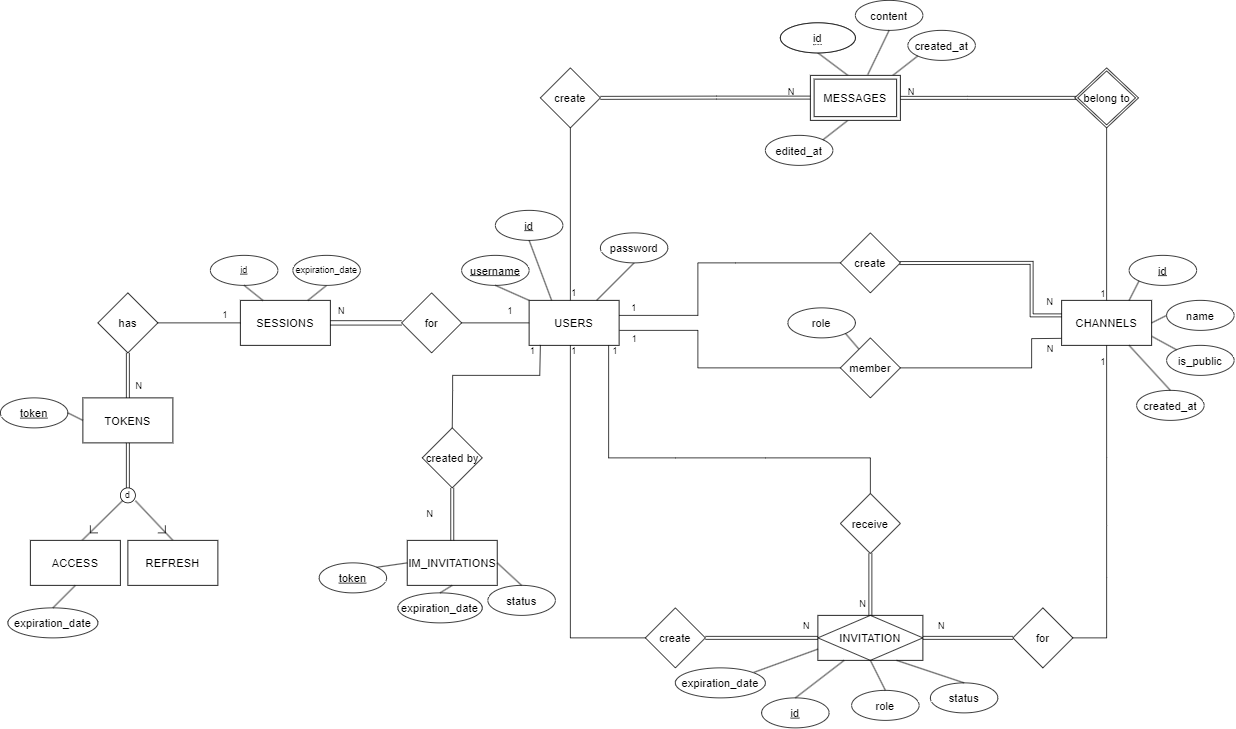 content
id
created_at
create
N
MESSAGES
N
belong to
edited_at
id
username
password
create
id
expiration_date
id
1
1
1
N
1
has
1
SESSIONS
N
for
1
USERS
1
role
CHANNELS
name
1
1
1
1
N
member
is_public
1
N
token
TOKENS
created_at
created by
d
N
receive
ACCESS
REFRESH
IM_INVITATIONS
token
expiration_date
status
expiration_date
N
N
N
create
INVITATION
for
expiration_date
id
role
status